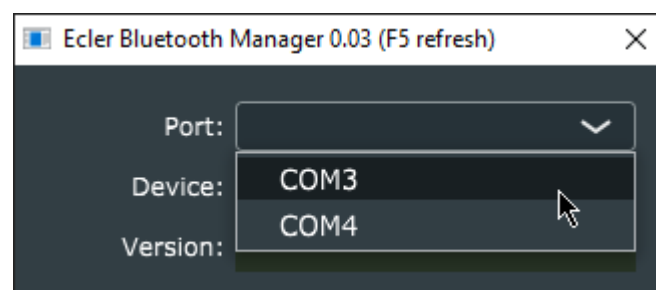 Ecler Bluetooth Manager 0.03 (F5 refresh)
Port:
COM3
Device:
COM4
Version: